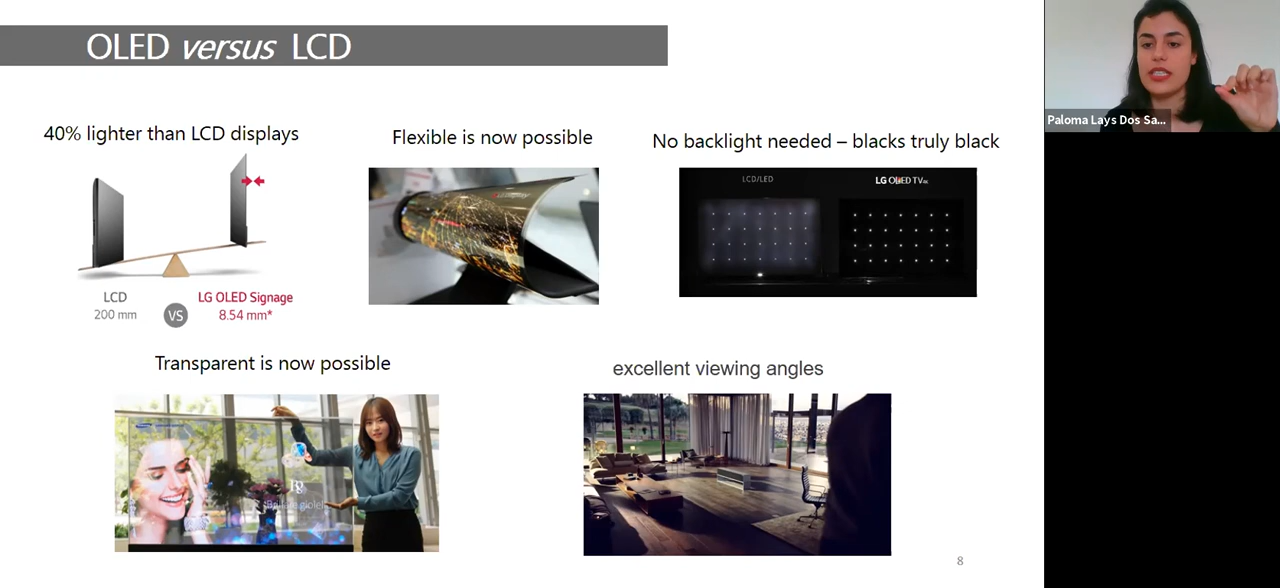 OLED versus LCD
Paloma Lays Dos Sa...
40% lighter than LCD displays
Flexible is now possible
No backlight needed – blacks truly black
LCD/LED
LG OLED TV
LCD
200 mm
VS
LG OLED Signage
8.54 mm*
Transparent is now possible
excellent viewing angles
8